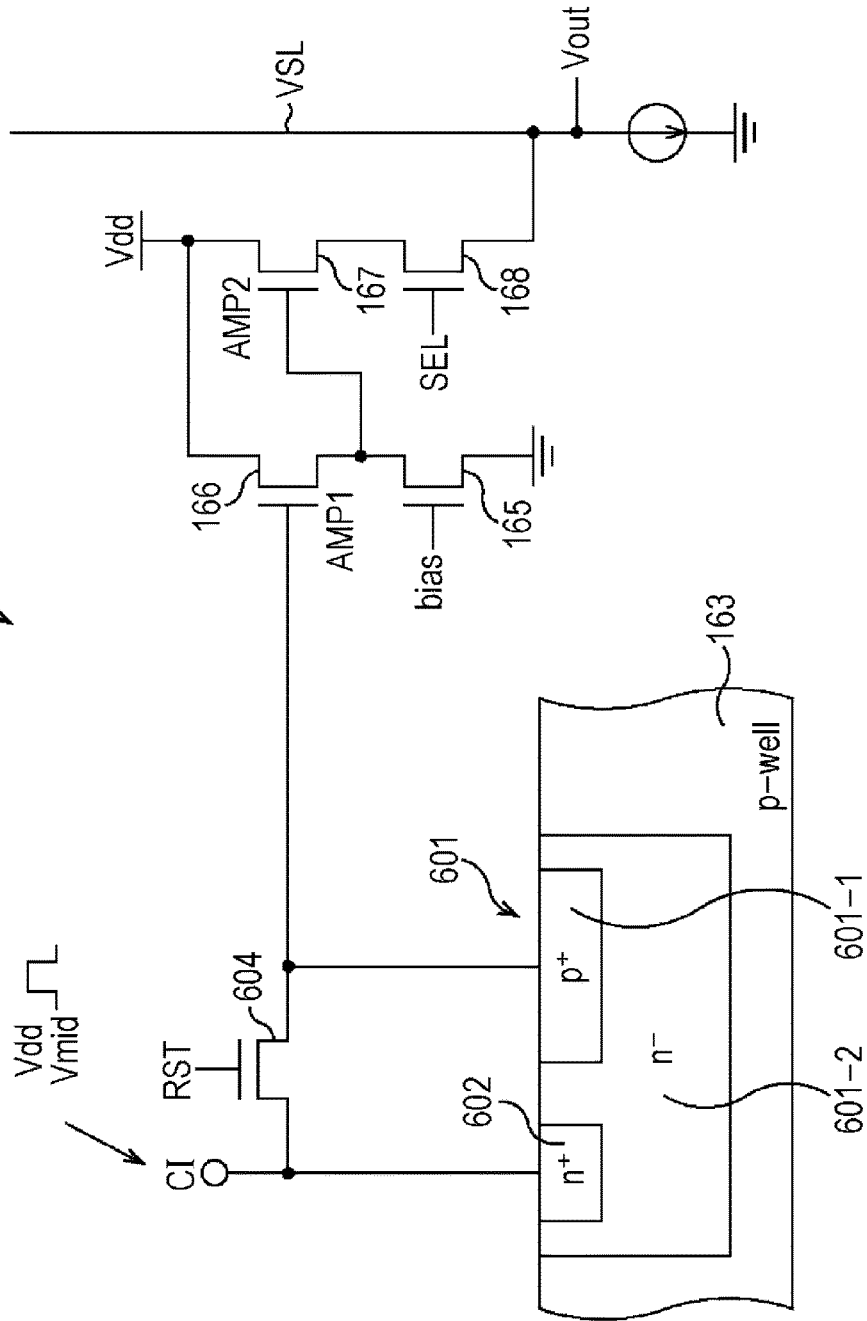 Vdd
Vmid
CI
RST
604
166
AMP1
bias
165
Vdd
AMP2
167
SEL
168
VSL
Vout
601
602
n+
p+
n−
p−well
163
601−2
601−1